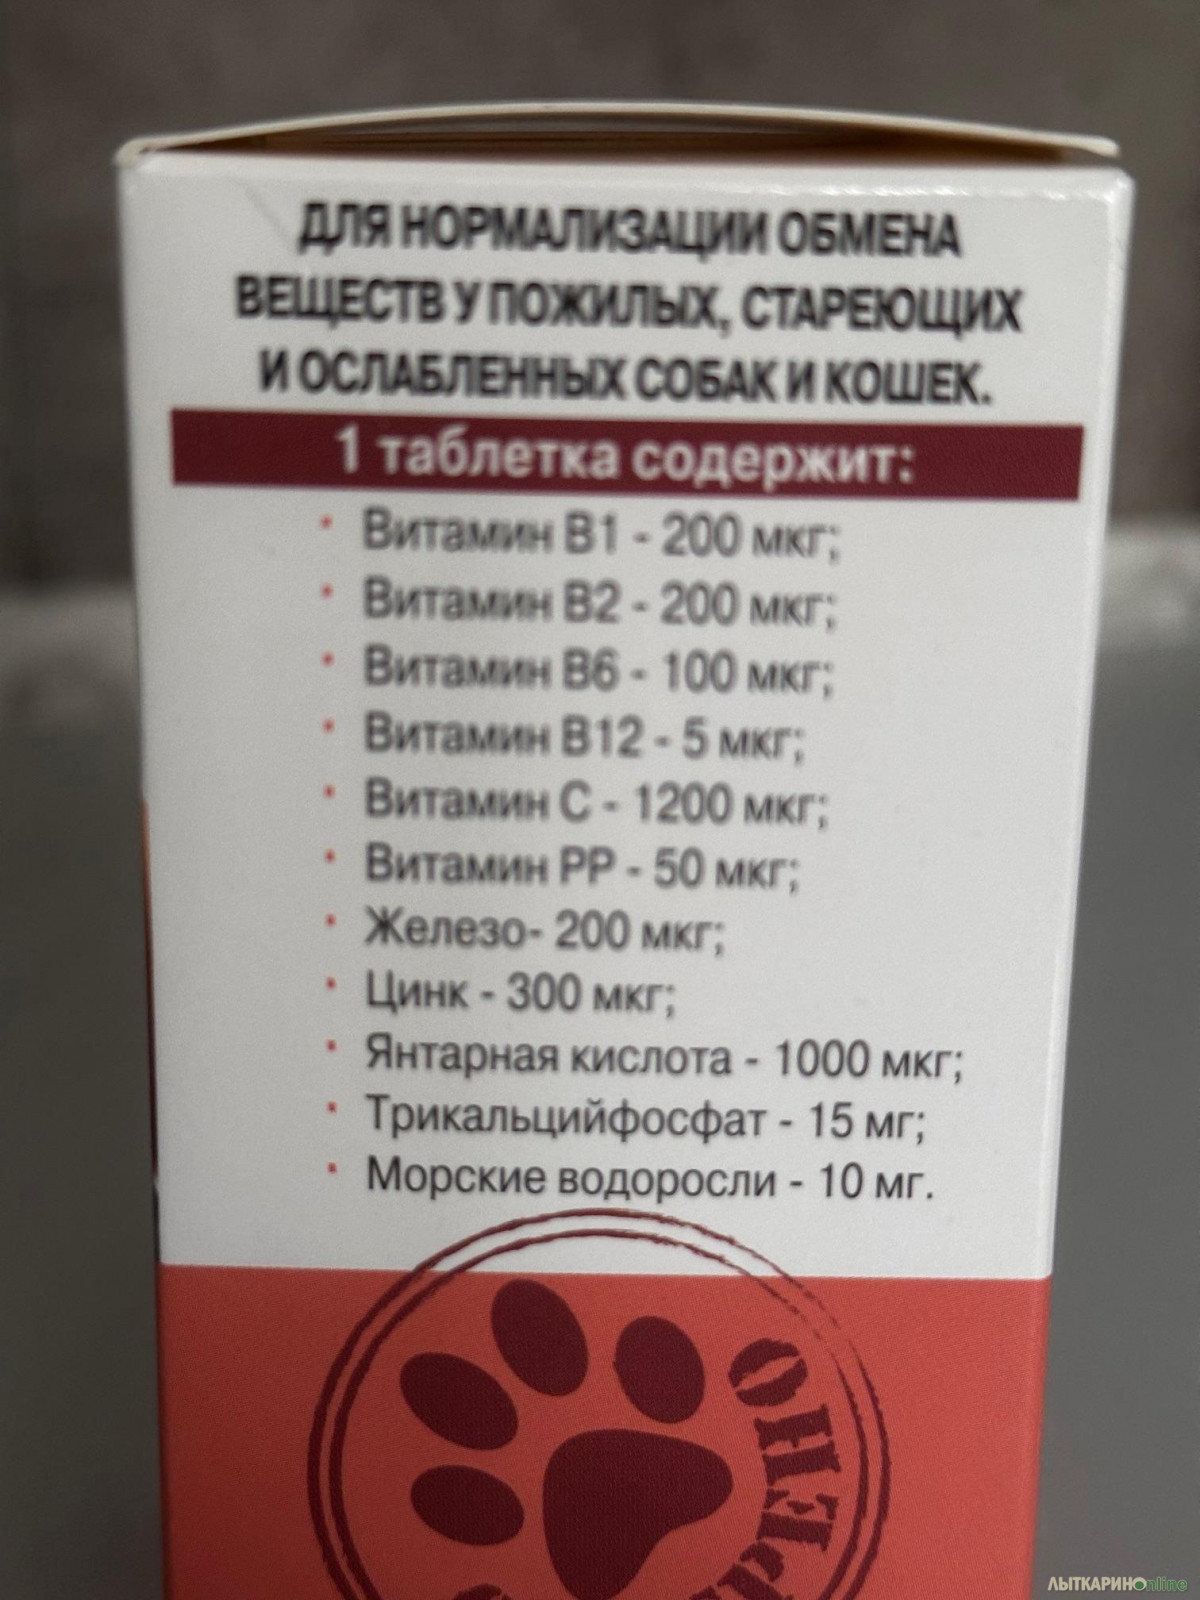 ДЛЯ НОРМАЛИЗАЦИИ ОБМЕНА
ВЕЩЕСТВ У ПОЖИЛЫХ, СТАРЕЮЩИХ
И ОСЛАБЛЕННЫХ СОБАК И КОШЕК.
1 таблетка содержит:
· Витамин В1 - 200 мкг;
· Витамин В2 - 200 мкг;
· Витамин В6 - 100 мкг;
· Витамин В12 - 5 мкг;
· Витамин С - 1200 мкг;
· Витамин РР - 50 мкг;
· Железо- 200 мкг;
· Цинк - 300 мкг;
· Янтарная кислота - 1000 мкг;
· Трикальцийфосфат - 15 мг;
· Морские водоросли - 10 мг.
ЛЫТКАРИНОonline